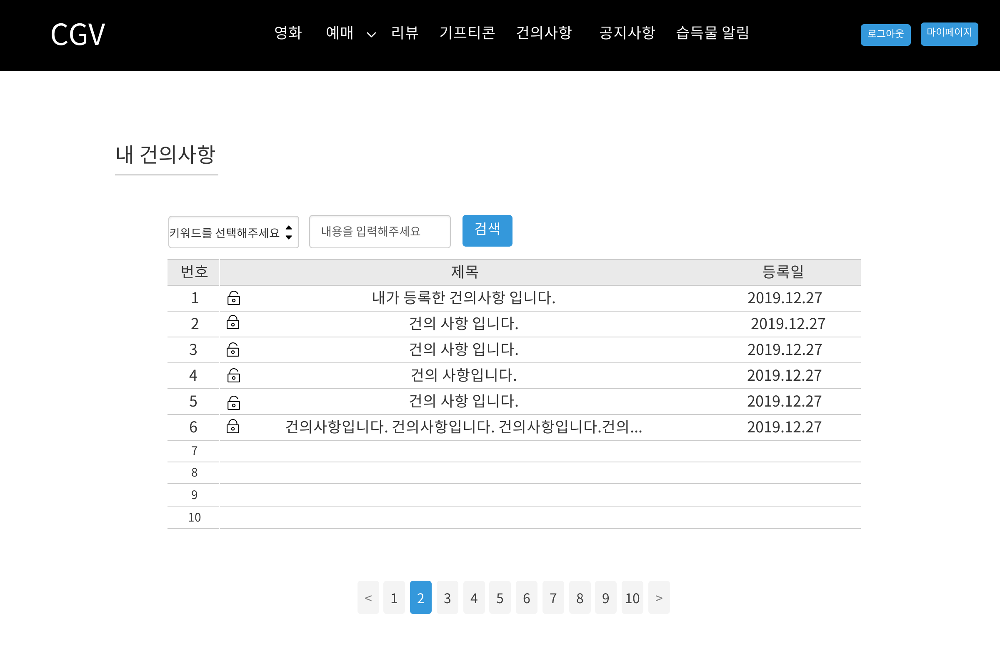 CGV 영화 예매 리뷰 기프티콘 건의사항 공지사항 습득물 알림 로그아웃 마이페이지
내 건의사항
키워드를 선택해주세요 내용을 입력해주세요 검색
번호 제목 등록일
1 내가 등록한 건의사항 입니다. 2019.12.27
2 건의 사항 입니다. 2019.12.27
3 건의 사항 입니다. 2019.12.27
4 건의 사항입니다. 2019.12.27
5 건의 사항 입니다. 2019.12.27
6 건의사항입니다. 건의사항입니다. 건의사항입니다.건의... 2019.12.27
7
8
9
10
< 1 2 3 4 5 6 7 8 9 10 >